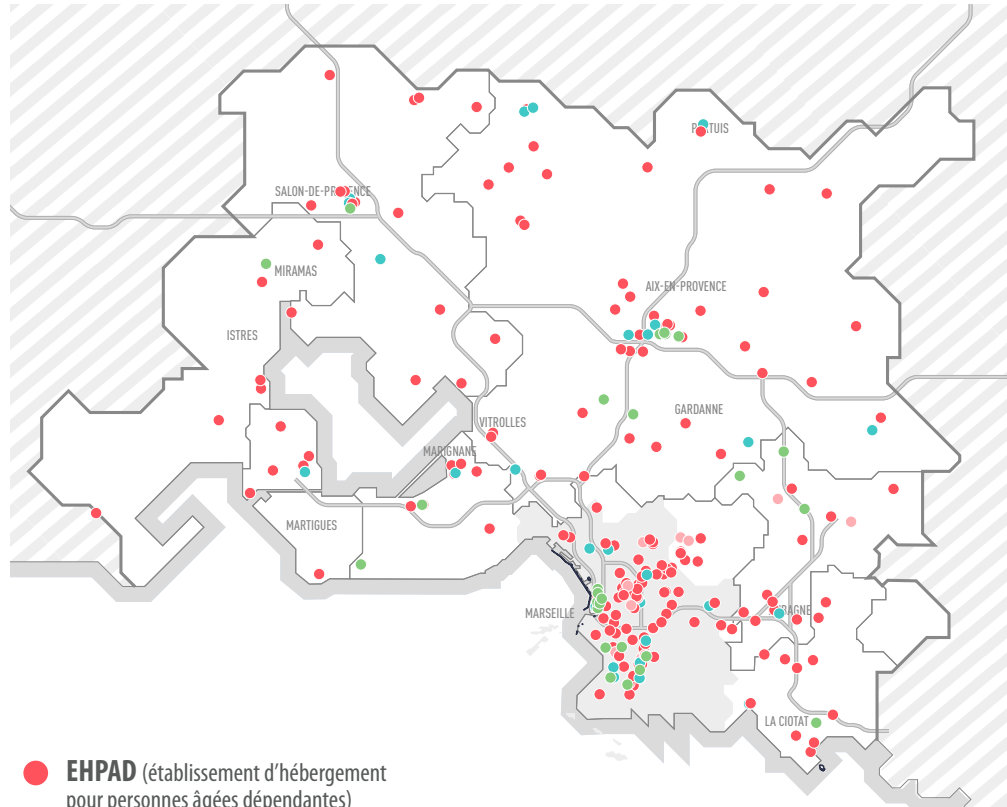 PERTUIS
SALON-DE-PROVENCE
MIRAMAS
AIX-EN-PROVENCE
ISTRES
GARDANNE
VITROLLES
MARIGNANE
MARTIGUES
MARSEILLE
LA CIOTAT
EHPAD (établissement d’hébergement
pour personnes âgées dépendantes)